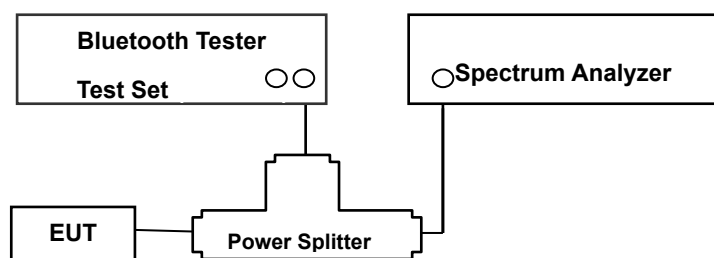 Bluetooth Tester
Test Set
Spectrum Analyzer
EUT
Power Splitter